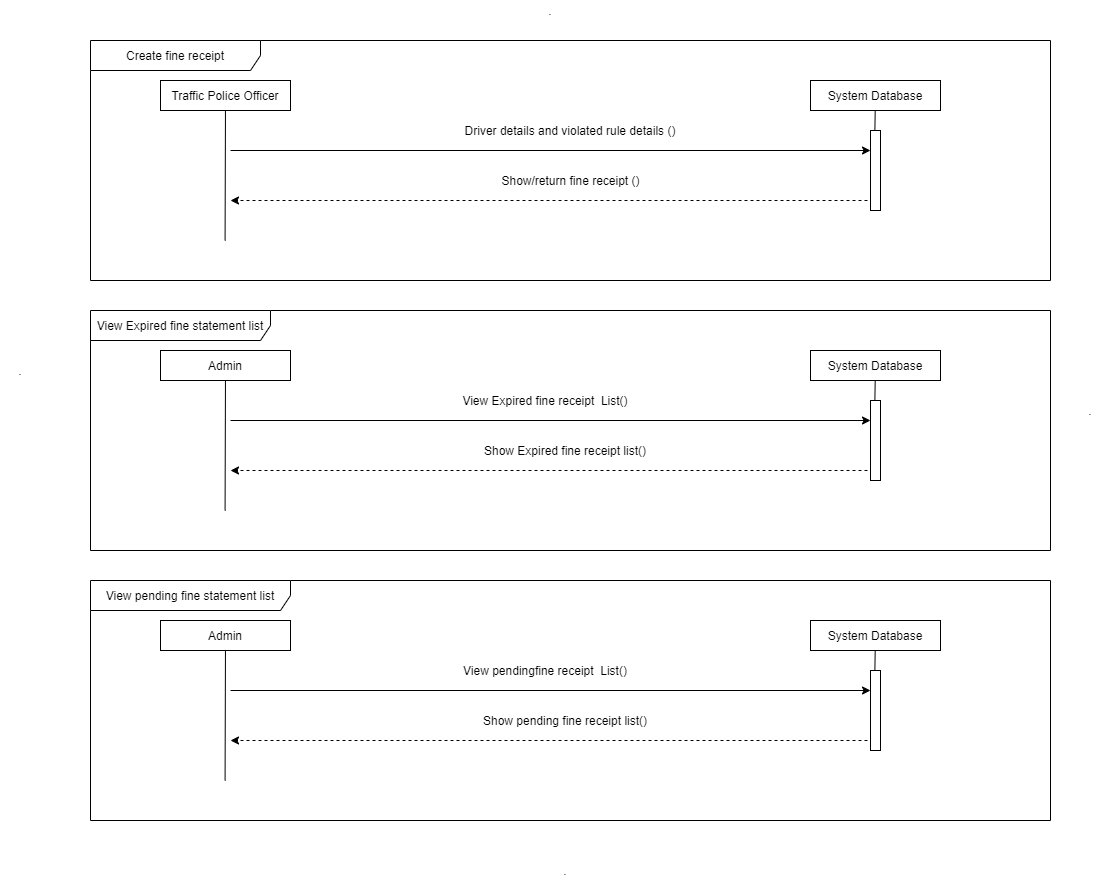 Create fine receipt
Traffic Police Officer
System Database
Driver details and violated rule details ()
Show/return fine receipt ()
View Expired fine statement list
Admin
System Database
View Expired fine receipt  List()
Show Expired fine receipt list()
View pending fine statement list
Admin
System Database
View pendingfine receipt  List()
Show pending fine receipt list()